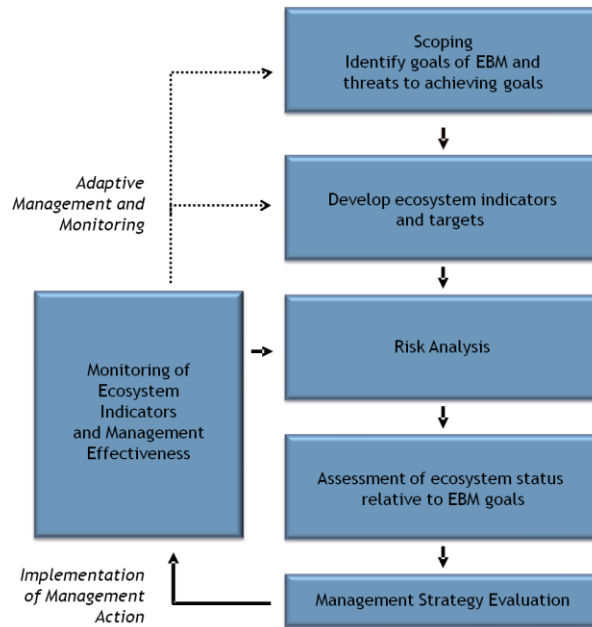 Scoping
Identify goals of EBM and
threats to achieving goals
Adaptive
Management and
Monitoring
Develop ecosystem indicators
and targets
Monitoring of
Ecosystem
Indicators
and Management
Effectiveness
Risk Analysis
Assessment of ecosystem status
relative to EBM goals
Implementation
of Management
Action
Management Strategy Evaluation